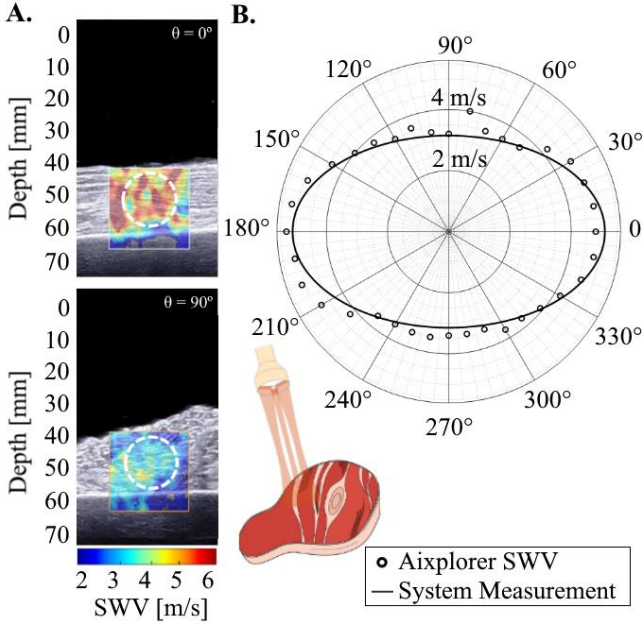 A.
B.
θ = 0°
0
10
20
30
40
50
60
70
Depth [mm]
θ = 90°
0
10
20
30
40
50
60
70
Depth [mm]
2 3 4 5 6
SWV [m/s]
90°
120° 60°
4 m/s
150° 30°
2 m/s
180° 0
210° 330°
240° 300°
270°
Aixplorer SWV
System Measurement